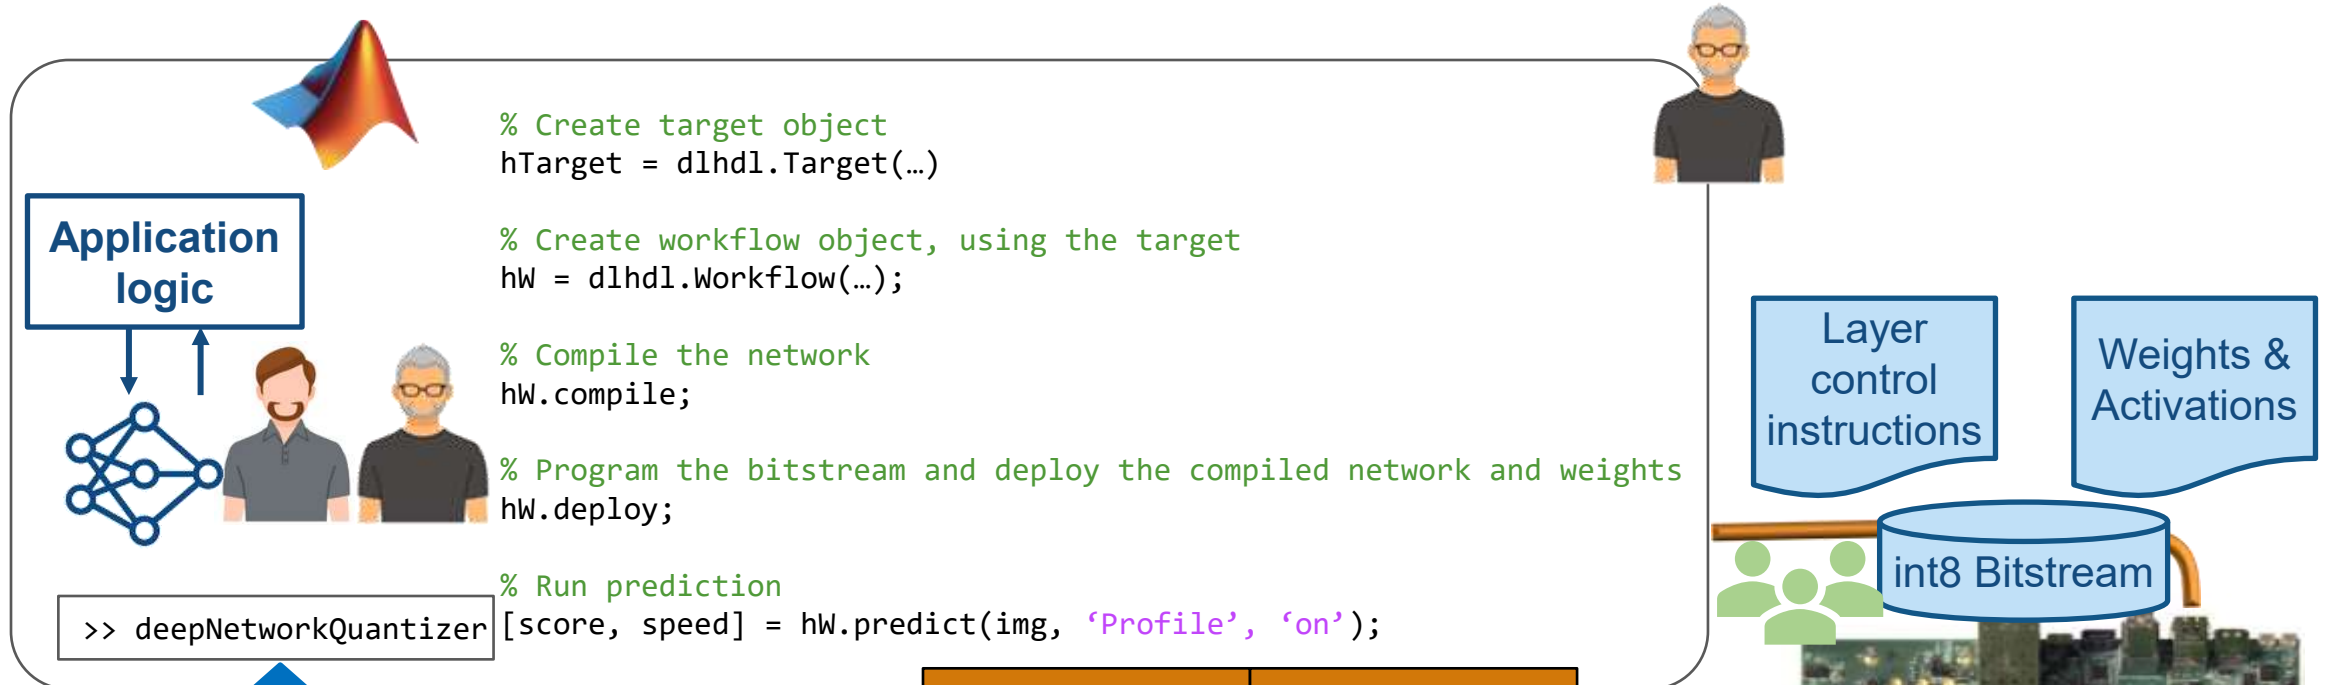 % Create target object
hTarget = dlhdl.Target(…)
Application
logic
% Create workflow object, using the target
hW = dlhdl.Workflow(…);
% Compile the network
hW.compile;
% Program the bitstream and deploy the compiled network and weights
hW.deploy;
% Run prediction
[score, speed] = hW.predict(img, ‘Profile’, ‘on’);
>> deepNetworkQuantizer
Layer
control
instructions
Weights &
Activations
int8 Bitstream